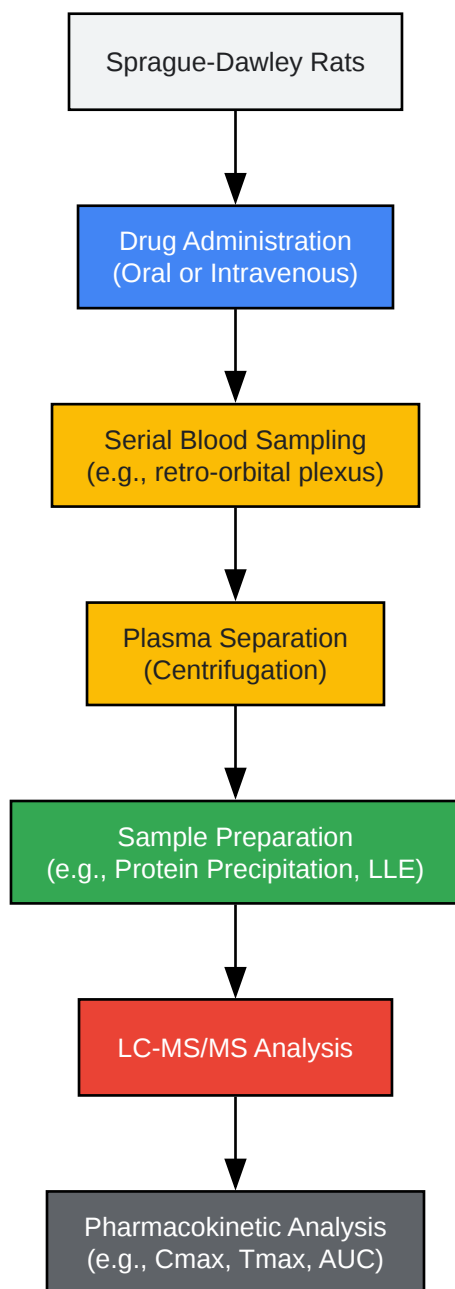 Sprague-Dawley Rats
Drug Administration
(Oral or Intravenous)
Serial Blood Sampling
(e.g., retro-orbital plexus)
Plasma Separation
(Centrifugation)
Sample Preparation
(e.g., Protein Precipitation, LLE)
LC-MS/MS Analysis
Pharmacokinetic Analysis
(e.g., Cmax, Tmax, AUC)